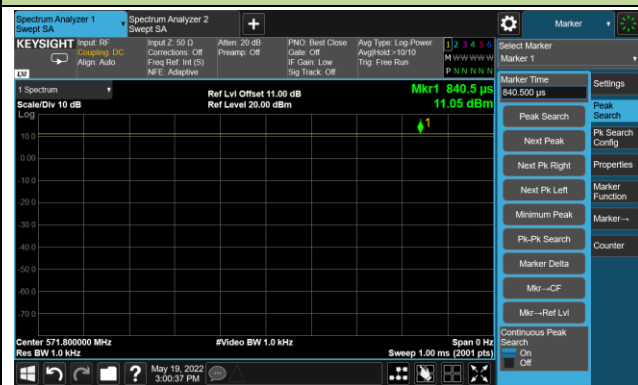 Spectrum Analyzer 1
Swept SA
Spectrum Analyzer 2
Swept SA
+
Marker
KEYSIGHT
Input: RF
Coupling: DC
Align: Auto
Input Z: 50 Ω
Corrections: Off
Freq Ref: Int (S)
NFE: Adaptive
Atten: 20 dB
Preamp: Off
PNO: Best Close
Gate: Off
IF Gain: Low
Sig Track: Off
Avg Type: Log-Power
Avg|Hold:>10/10
Trig: Free Run
1 2 3 4 5 6
M W W W W W
P N N N N N
LXI
Select Marker
Marker 1
1 Spectrum
Scale/Div 10 dB
Log
Ref Lvl Offset 11.00 dB
Ref Level 20.00 dBm
Mkr1 840.5 µs
11.05 dBm
1
10.0
0.00
-10.0
-20.0
-30.0
-40.0
-50.0
-60.0
-70.0
Center 571.800000 MHz
Res BW 1.0 kHz
#Video BW 1.0 kHz
Span 0 Hz
Sweep 1.00 ms (2001 pts)
Marker Time
840.500 µs
Peak Search
Next Peak
Next Pk Right
Next Pk Left
Minimum Peak
Pk-Pk Search
Marker Delta
Mkr→CF
Mkr→Ref Lvl
Continuous Peak
Search
On
Off
Settings
Peak
Search
Pk Search
Config
Properties
Marker
Function
Marker→
Counter
?
May 19, 2022
3:00:37 PM